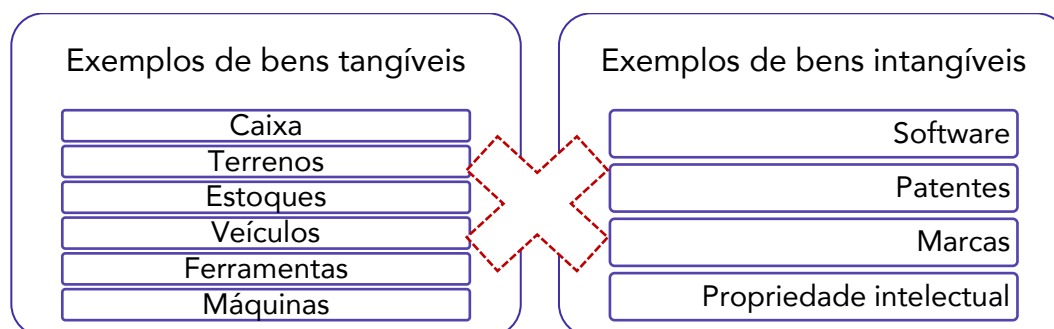 Exemplos de bens tangíveis
Caixa
Terrenos
Estoques
Veículos
Ferramentas
Máquinas
Exemplos de bens intangíveis
Software
Patentes
Marcas
Propriedade intelectual